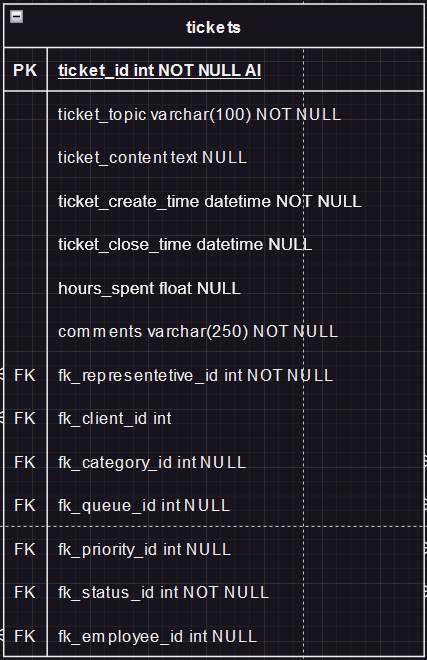 tickets
PK ticket_id int NOT NULL AI
ticket_topic varchar(100) NOT NULL
ticket_content text NULL
ticket_create_time datetime NOT NULL
ticket_close_time datetime NULL
hours_spent float NULL
comments varchar(250) NOT NULL
FK fk_representetive_id int NOT NULL
FK fk_client_id int
FK fk_category_id int NULL
FK fk_queue_id int NULL
FK fk_priority_id int NULL
FK fk_status_id int NOT NULL
FK fk_employee_id int NULL